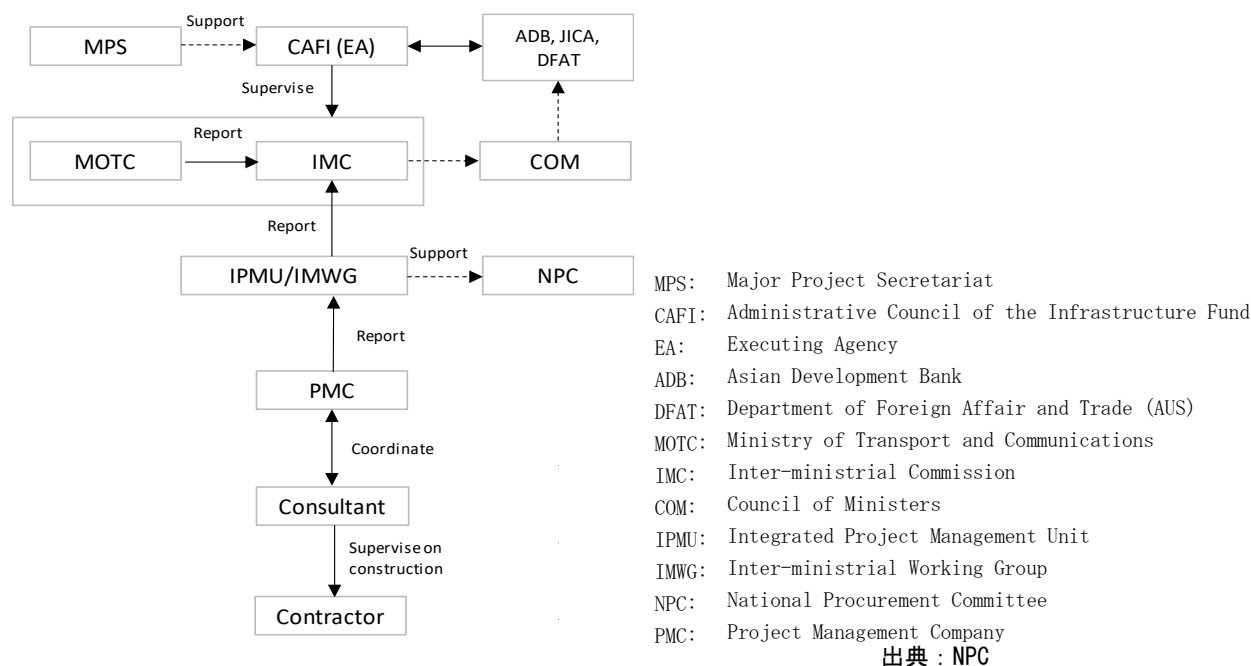 Support
MPS
CAFI (EA)
ADB, JICA,
DFAT
Supervise
Report
MOTC
IMC
COM
Report
Support
IPMU/IMWG
NPC
Report
PMC
Coordinate
Consultant
Supervise on
construction
Contractor
MPS: Major Project Secretariat
CAFI: Administrative Council of the Infrastructure Fund
EA: Executing Agency
ADB: Asian Development Bank
DFAT: Department of Foreign Affair and Trade (AUS)
MOTC: Ministry of Transport and Communications
IMC: Inter-ministrial Commission
COM: Council of Ministers
IPMU: Integrated Project Management Unit
IMWG: Inter-ministrial Working Group
NPC: National Procurement Committee
PMC: Project Management Company
出典：NPC